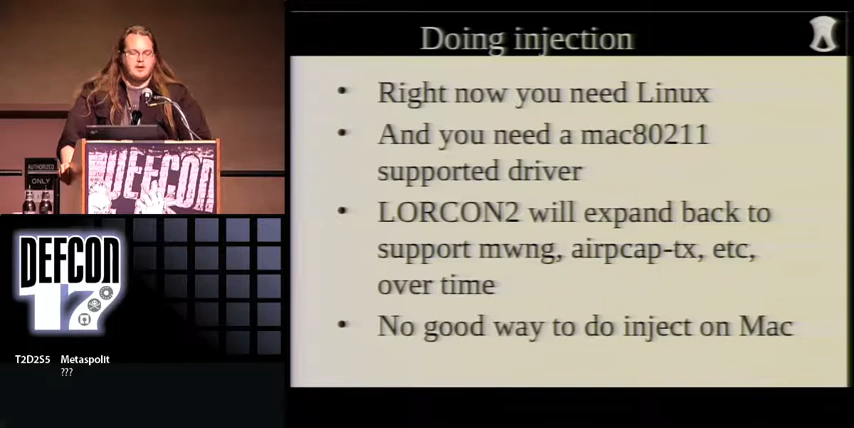 Doing injection
• Right now you need Linux
• And you need a mac80211
supported driver
• LORCON2 will expand back to
support mwng, airpcap-tx, etc,
over time
• No good way to do inject on Mac
AUTHORIZED
ONLY
DEFCON
DEFCON
17
T2D2S5 Metaspolit
???